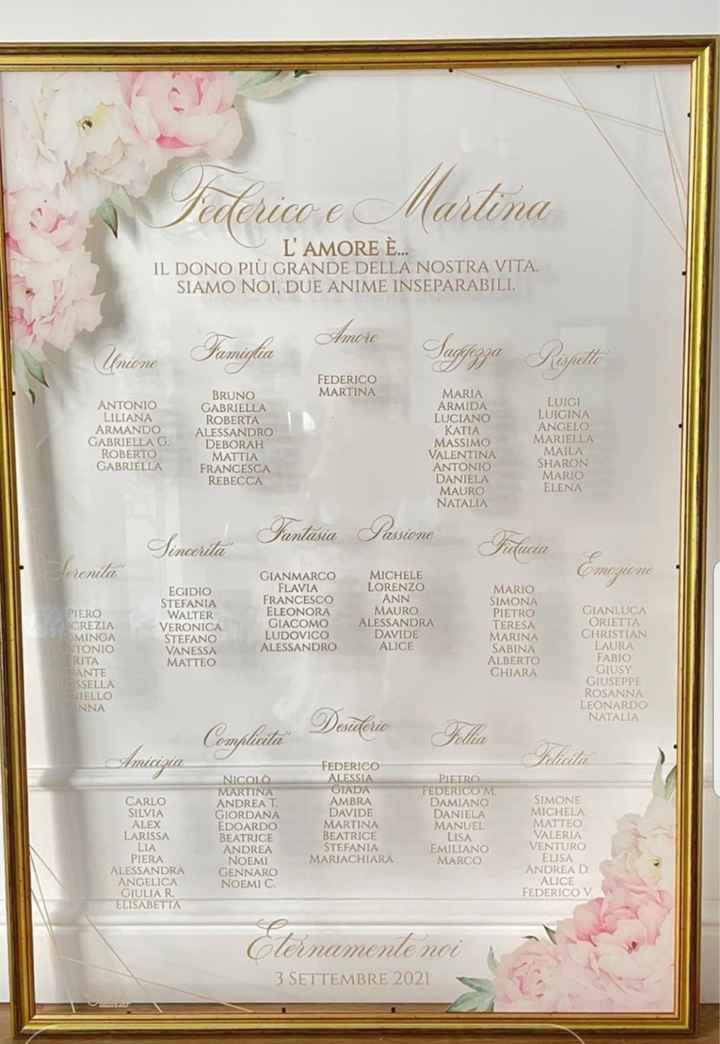 Federico e Martina
L' AMORE È...
IL DONO PIÙ GRANDE DELLA NOSTRA VITA.
SIAMO NOI, DUE ANIME INSEPARABILI.
Unione
ANTONIO
LILIANA
ARMANDO
GABRIELLA G.
ROBERTO
GABRIELLA
Famiglia
BRUNO
GABRIELLA
ROBERTA
ALESSANDRO
DEBORAH
MATTIA
FRANCESCA
REBECCA
Amore
FEDERICO
MARTINA
Saggezza
MARIA
ARMIDA
LUCIANO
KATIA
MASSIMO
VALENTINA
ANTONIO
DANIELA
MAURO
NATALIA
Rispetto
LUIGI
LUIGINA
ANGELO
MARIELLA
MAILA
SHARON
MARIO
ELENA
Serenità
PIERO
RITA
Sincerità
EGIDIO
STEFANIA
WALTER
VERONICA
STEFANO
VANESSA
MATTEO
Fantasia
GIANMARCO
FLAVIA
FRANCESCO
ELEONORA
GIACOMO
LUDOVICO
ALESSANDRO
Passione
MICHELE
LORENZO
ANN
MAURO
ALESSANDRA
DAVIDE
ALICE
Fiducia
MARIO
SIMONA
PIETRO
TERESA
MARINA
SABINA
ALBERTO
CHIARA
Emozione
GIANLUCA
ORIETTA
CHRISTIAN
LAURA
FABIO
GIUSY
GIUSEPPE
ROSANNA
LEONARDO
NATALIA
Amicizia
CARLO
SILVIA
ALEX
LARISSA
LIA
PIERA
ALESSANDRA
ANGELICA
GIULIA R.
ELISABETTA
Complicità
NICOLÒ
MARTINA
ANDREA T.
GIORDANA
EDOARDO
BEATRICE
ANDREA
NOEMI
GENNARO
NOEMI C.
Desiderio
FEDERICO
ALESSIA
GIADA
AMBRA
DAVIDE
MARTINA
BEATRICE
STEFANIA
MARIACHIARA
Follia
PIETRO
FEDERICO M.
DAMIANO
DANIELA
MANUEL
LISA
EMILIANO
MARCO
Felicità
SIMONE
MICHELA
MATTEO
VALERIA
VENTURO
ELISA
ANDREA D.
ALICE
FEDERICO V.
Eternamente noi
3 SETTEMBRE 2021